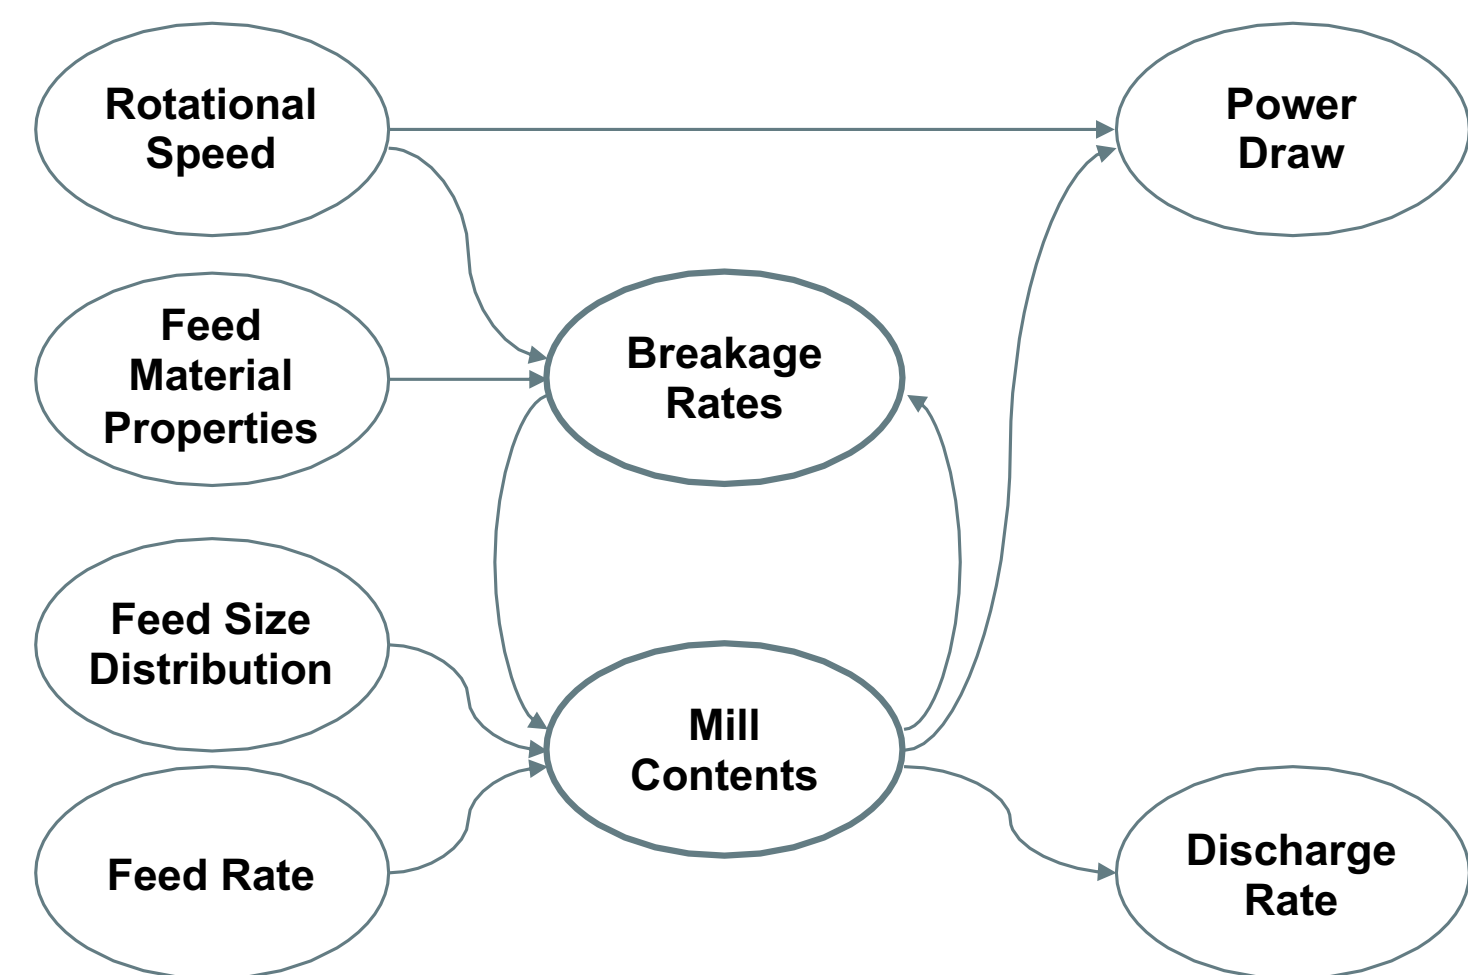 Rotational
Speed
Power
Draw
Feed
Material
Properties
Breakage
Rates
Feed Size
Distribution
Mill
Contents
Feed Rate
Discharge
Rate